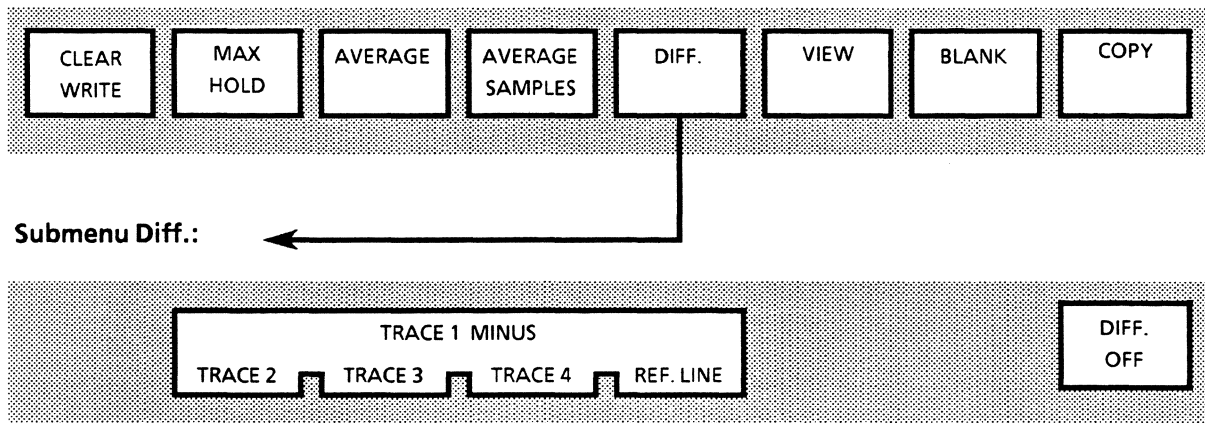 CLEAR
WRITE
MAX
HOLD
AVERAGE
AVERAGE
SAMPLES
DIFF.
VIEW
BLANK
COPY
Submenu Diff.:
TRACE 1 MINUS
TRACE 2
TRACE 3
TRACE 4
REF. LINE
DIFF.
OFF